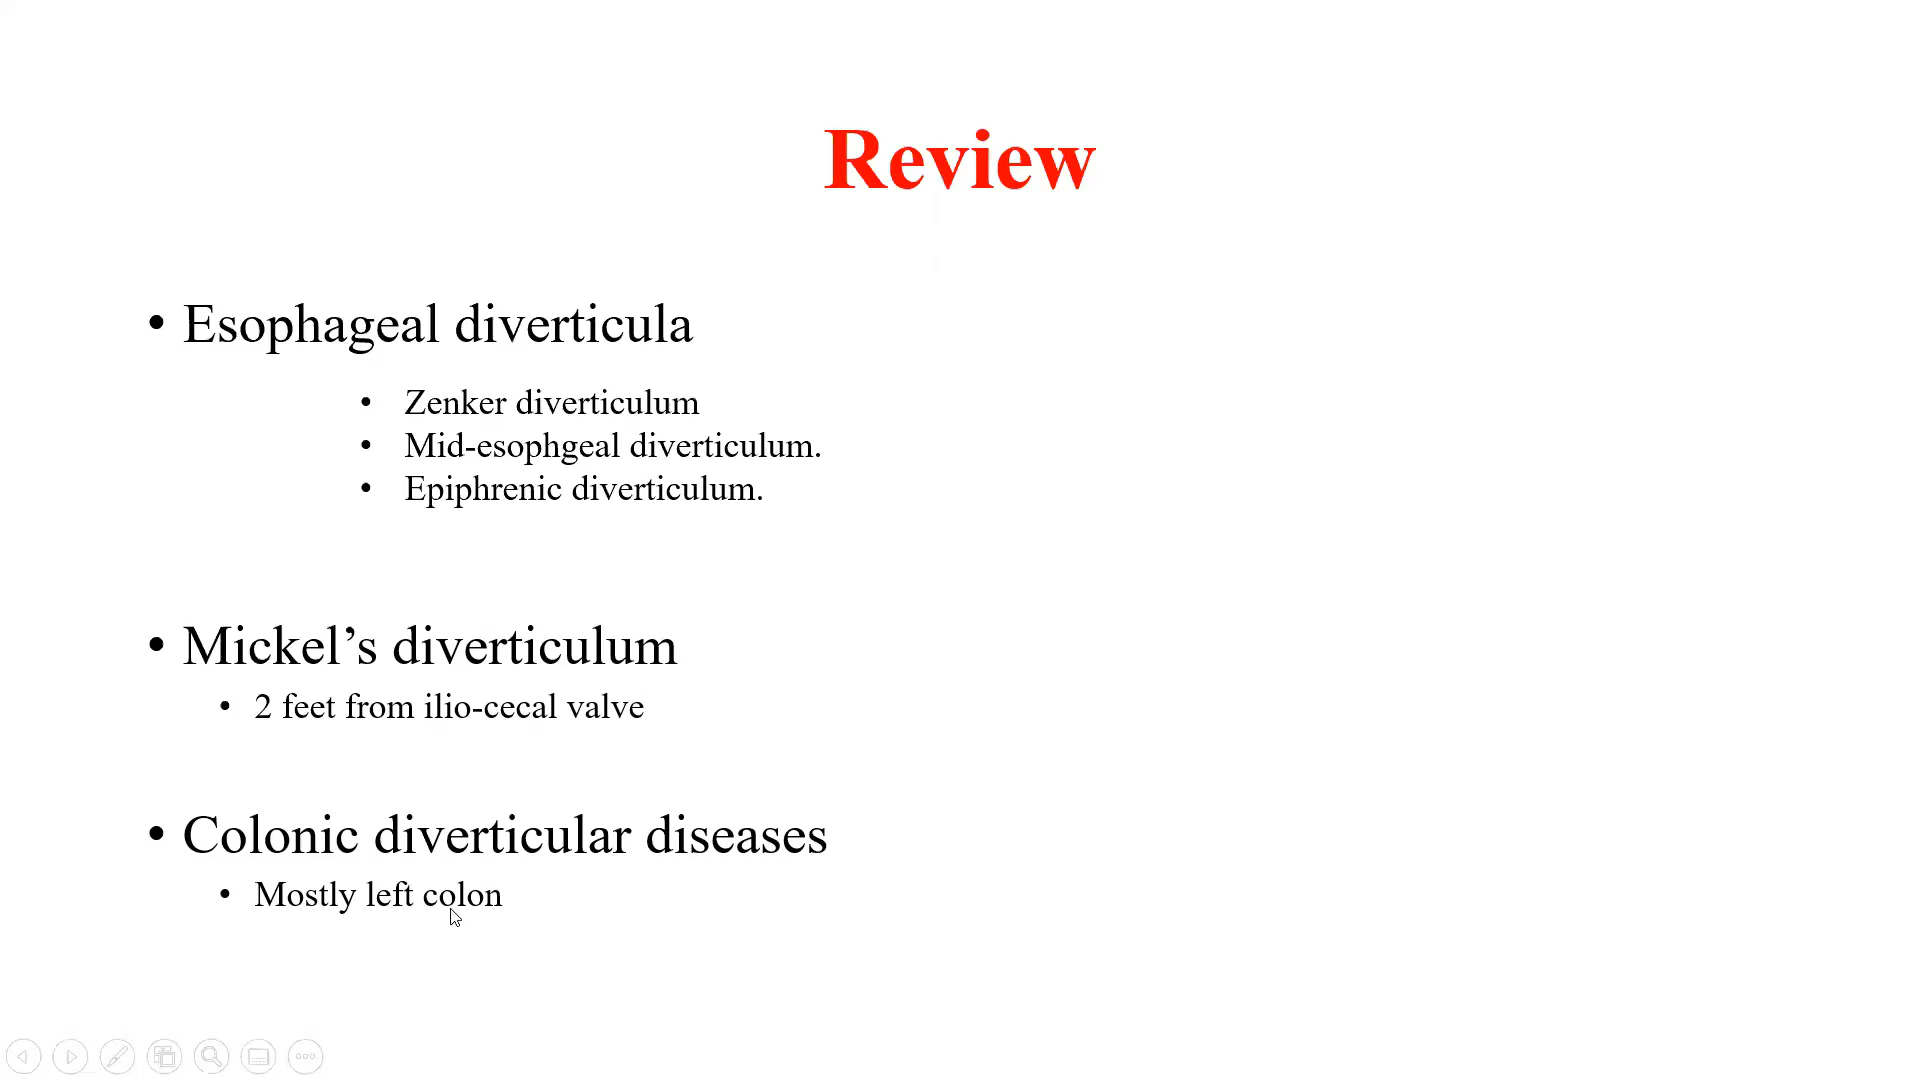 Review
• Esophageal diverticula
• Zenker diverticulum
• Mid-esophgeal diverticulum.
• Epiphrenic diverticulum.
• Mickel’s diverticulum
• 2 feet from ilio-cecal valve
• Colonic diverticular diseases
• Mostly left colon